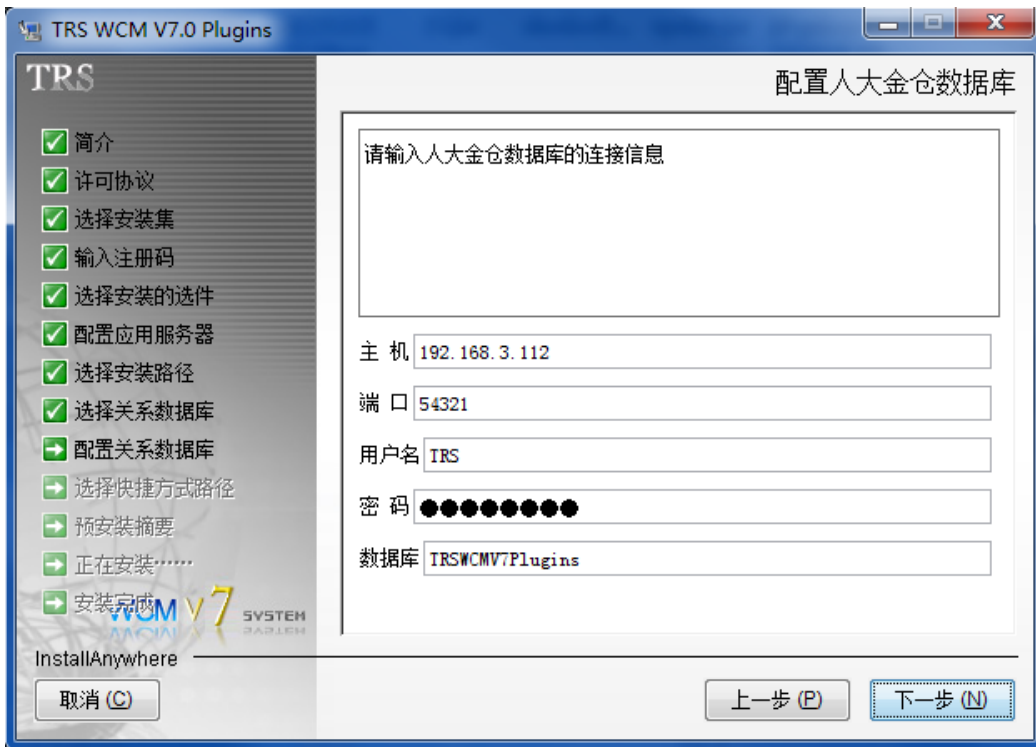 TRS WCM V7.0 Plugins
TRS
配置人大金仓数据库
简介
许可协议
选择安装集
输入注册码
选择安装的选件
配置应用服务器
选择安装路径
选择关系数据库
配置关系数据库
选择快捷方式路径
预安装摘要
正在安装……
安装完成
WCM V7 SYSTEM
请输入人大金仓数据库的连接信息
主 机 192.168.3.112
端 口 54321
用户名 TRS
密 码 ●●●●●●●●
数据库 TRSWCMV7Plugins
InstallAnywhere
取消(C)
上一步(P)
下一步(N)